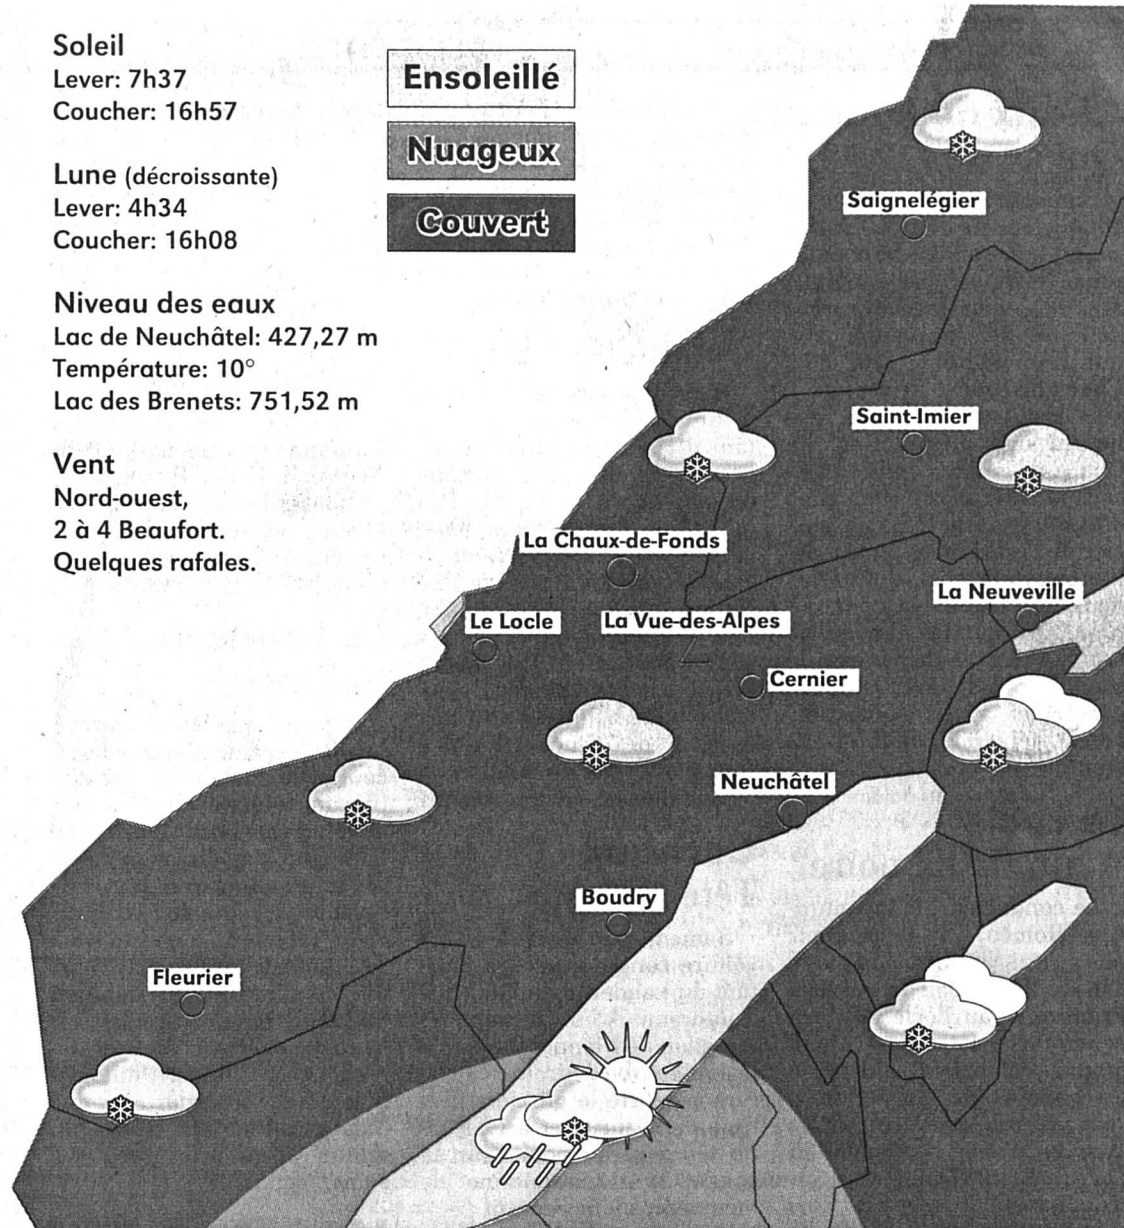 Soleil
Lever: 7h37
Coucher: 16h57
Lune (décroissante)
Lever: 4h34
Coucher: 16h08
Niveau des eaux
Lac de Neuchâtel: 427,27 m
Température: 10°
Lac des Brenets: 751,52 m
Vent
Nord-ouest,
2 à 4 Beaufort.
Quelques rafales.
Ensoleillé
Nuageux
Couvert
Saignelégier
Saint-Imier
La Chaux-de-Fonds
La Neuveville
Le Locle
La Vue-des-Alpes
Cernier
Neuchâtel
Boudry
Fleurier